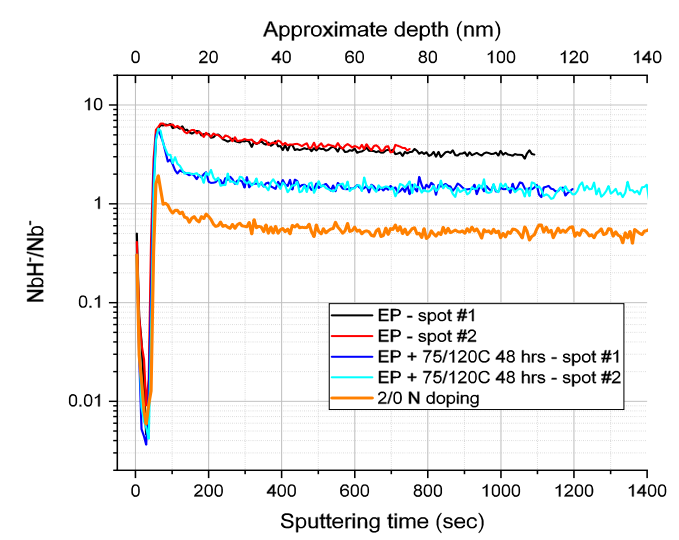 Approximate depth (nm)
0 20 40 60 80 100 120 140
10
1
0.1
0.01
NbH⁻/Nb⁻
EP - spot #1
EP - spot #2
EP + 75/120C 48 hrs - spot #1
EP + 75/120C 48 hrs - spot #2
2/0 N doping
0 200 400 600 800 1000 1200 1400
Sputtering time (sec)